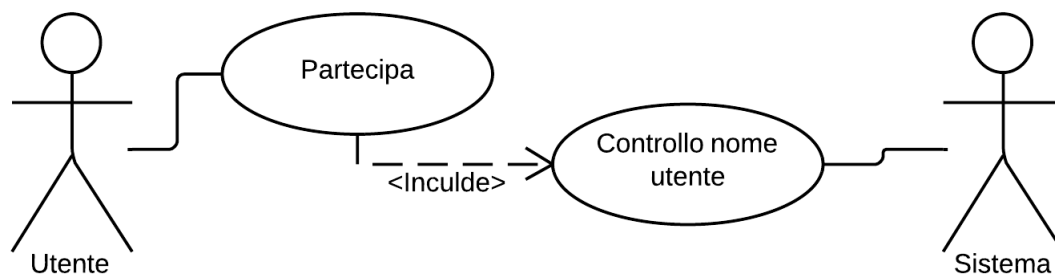 Partecipa
Controllo nome
utente
<Inculde>
Utente
Sistema